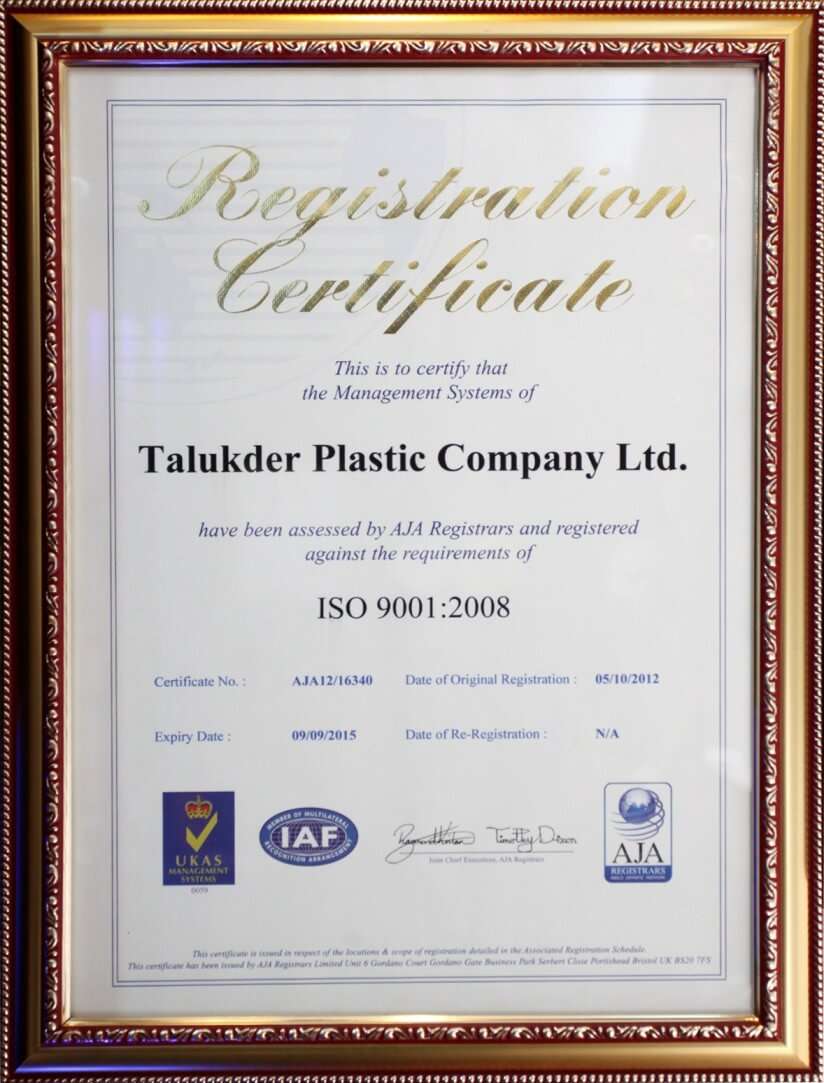 Registration
Certificate
This is to certify that
the Management Systems of
Talukder Plastic Company Ltd.
have been assessed by AJA Registrars and registered
against the requirements of
ISO 9001:2008
Certificate No. : AJA12/16340 Date of Original Registration : 05/10/2012
Expiry Date : 09/09/2015 Date of Re-Registration : N/A
UKAS
MANAGEMENT
SYSTEMS
0059
MEMBER OF MULTILATERAL
IAF
RECOGNITION ARRANGEMENT
Timothy Dixon
Joint Chief Executives, AJA Registrars
AJA
REGISTRARS
This certificate is issued in respect of the locations & scope of registration detailed in the Associated Registration Schedule.
This certificate has been issued by AJA Registrars Limited Unit 6 Gordano Court Gordano Gate Business Park Serbert Close Portishead Bristol UK BS20 7FS